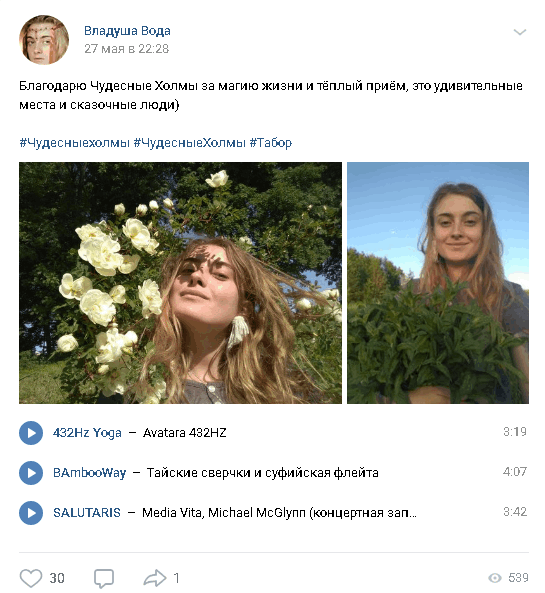 Владуша Вода
27 мая в 22:28
Благодарю Чудесные Холмы за магию жизни и тёплый приём, это удивительные
места и сказочные люди)
#Чудесныехолмы #ЧудесныеХолмы #Табор
432Hz Yoga – Avatara 432HZ 3:19
BAmbooWay – Тайские сверчки и суфийская флейта 4:07
SALUTARIS – Media Vita, Michael McGlynn (концертная зап... 3:42
30 1 539